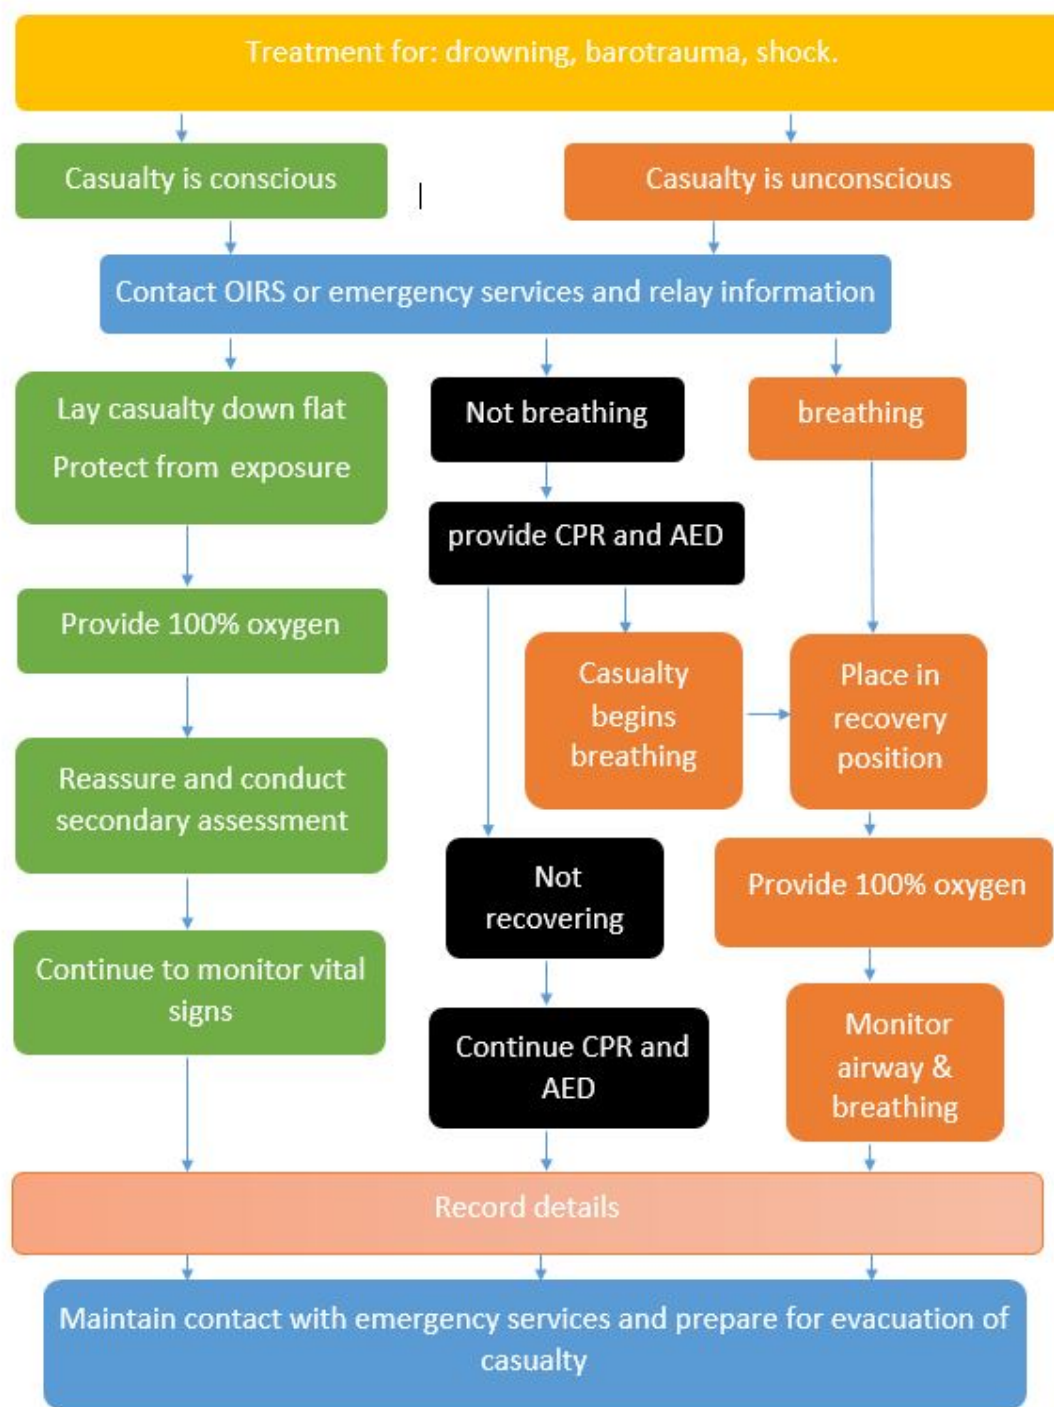 Treatment for: drowning, barotrauma, shock.
Casualty is conscious
Casualty is unconscious
Contact OIRS or emergency services and relay information
Lay casualty down flat
Protect from exposure
Not breathing
breathing
provide CPR and AED
Provide 100% oxygen
Casualty
begins
breathing
Place in
recovery
position
Reassure and conduct
secondary assessment
Not
recovering
Provide 100% oxygen
Continue to monitor vital
signs
Continue CPR and
AED
Monitor
airway &
breathing
Record details
Maintain contact with emergency services and prepare for evacuation of
casualty